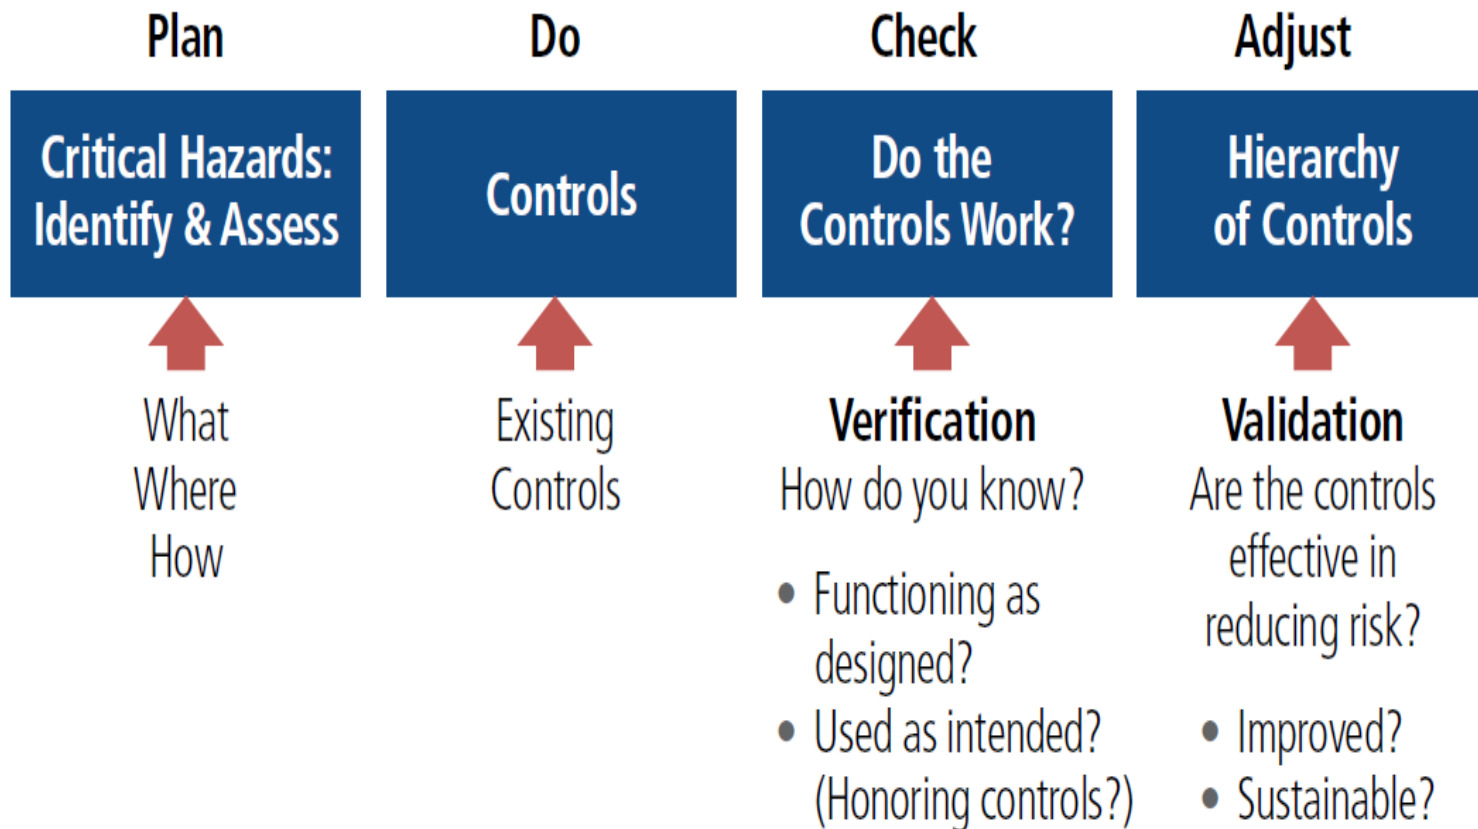 Plan
Critical Hazards:
Identify & Assess
What
Where
How
Do
Controls
Existing
Controls
Check
Do the
Controls Work?
Verification
How do you know?
• Functioning as
designed?
• Used as intended?
(Honoring controls?)
Adjust
Hierarchy
of Controls
Validation
Are the controls
effective in
reducing risk?
• Improved?
• Sustainable?